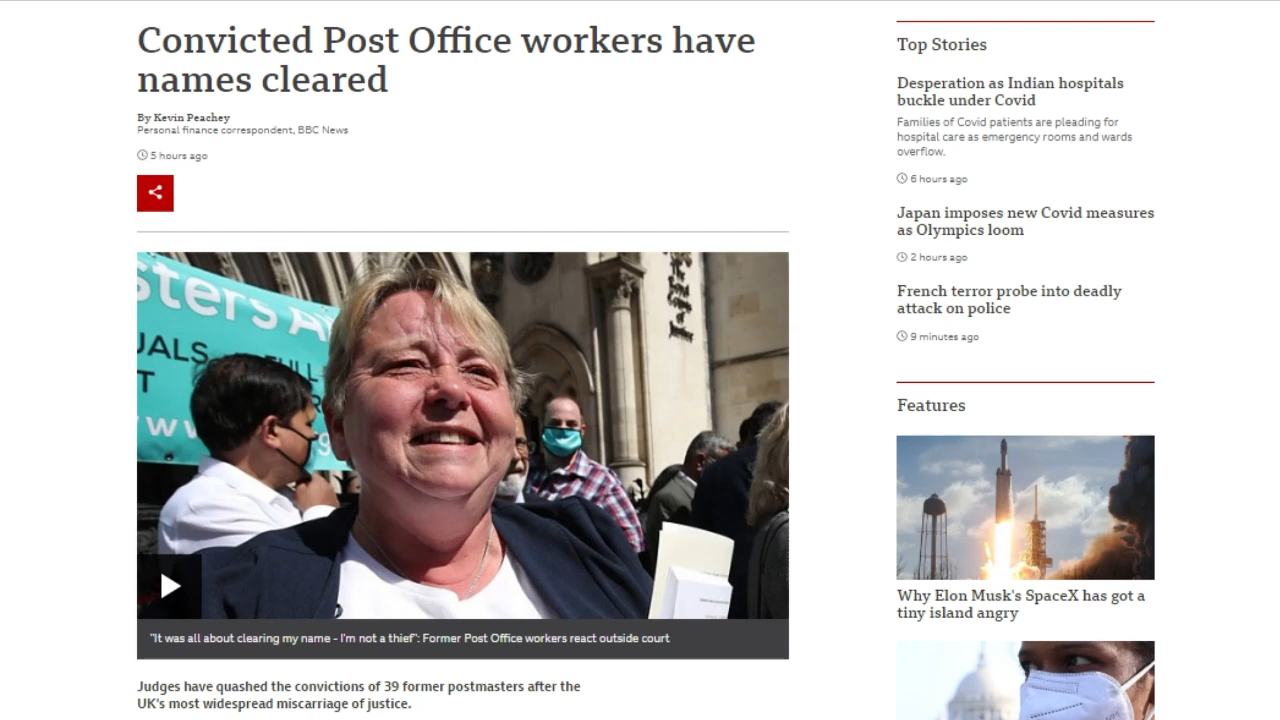 Convicted Post Office workers have
names cleared
By Kevin Peachey
Personal finance correspondent, BBC News
5 hours ago
sters A
UALS
FULL
T
ww
"It was all about clearing my name - I'm not a thief": Former Post Office workers react outside court
Judges have quashed the convictions of 39 former postmasters after the
UK's most widespread miscarriage of justice.
Top Stories
Desperation as Indian hospitals
buckle under Covid
Families of Covid patients are pleading for
hospital care as emergency rooms and wards
overflow.
6 hours ago
Japan imposes new Covid measures
as Olympics loom
2 hours ago
French terror probe into deadly
attack on police
9 minutes ago
Features
Why Elon Musk's SpaceX has got a
tiny island angry